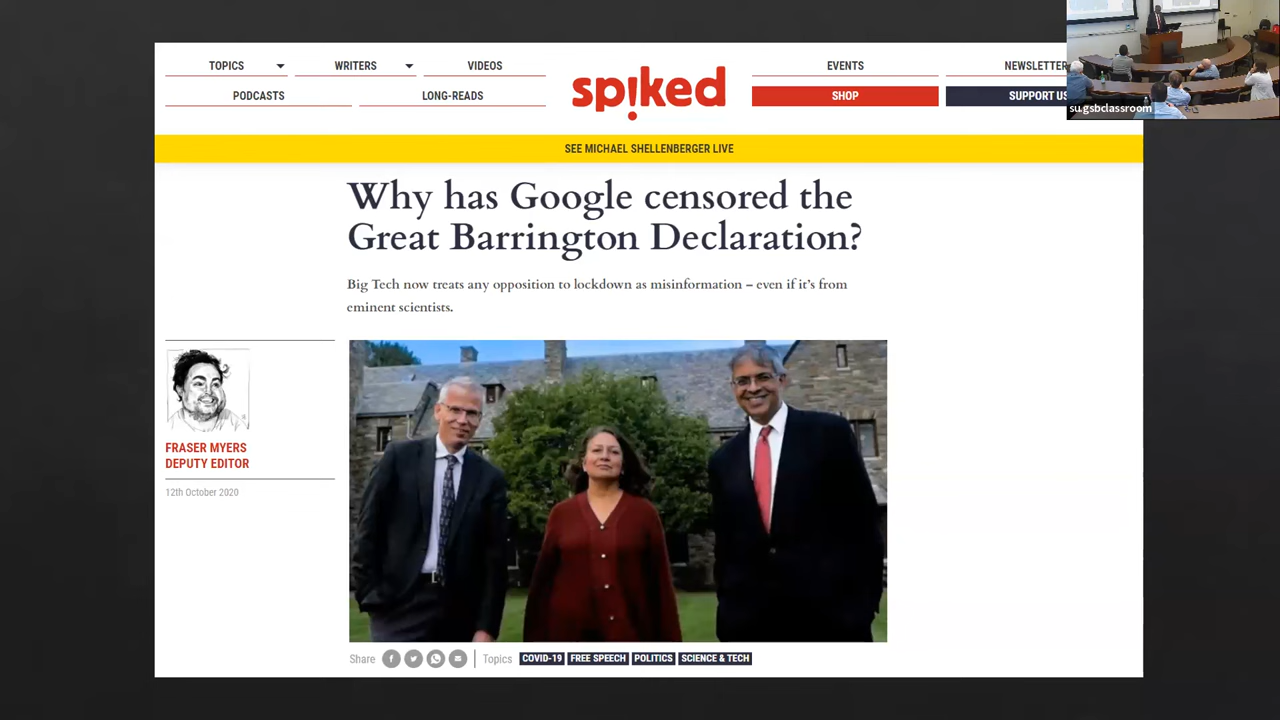 TOPICS
WRITERS
VIDEOS
PODCASTS
LONG-READS
spiked
EVENTS
NEWSLETTER
SHOP
SUPPORT US
su.gsbclassroom
SEE MICHAEL SHELLENBERGER LIVE
Why has Google censored the
Great Barrington Declaration?
Big Tech now treats any opposition to lockdown as misinformation – even if it's from
eminent scientists.
FRASER MYERS
DEPUTY EDITOR
12th October 2020
Share
Topics
COVID-19
FREE SPEECH
POLITICS
SCIENCE & TECH